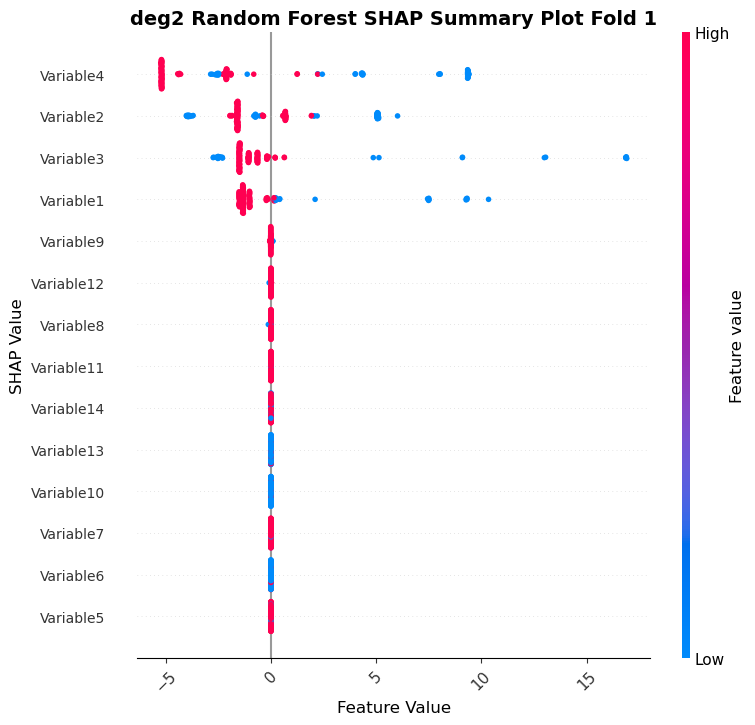 deg2 Random Forest SHAP Summary Plot Fold 1
High
Variable4
Variable2
Variable3
Variable1
Variable9
Variable12
Variable8
Variable11
Variable14
Variable13
Variable10
Variable7
Variable6
Variable5
SHAP Value
Feature value
Low
−5
0
5
10
15
Feature Value